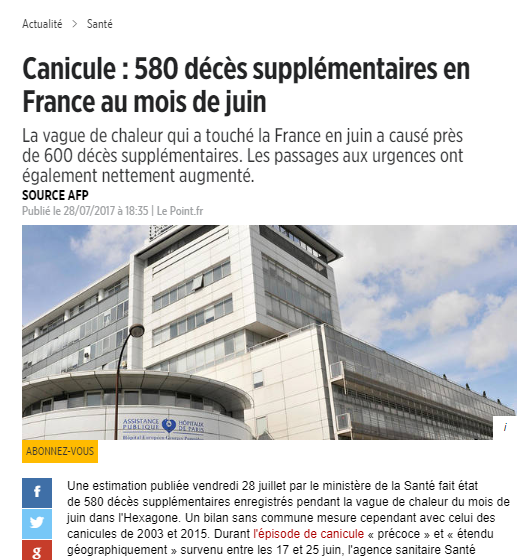 Actualité > Santé
Canicule : 580 décès supplémentaires en
France au mois de juin
La vague de chaleur qui a touché la France en juin a causé près
de 600 décès supplémentaires. Les passages aux urgences ont
également nettement augmenté.
SOURCE AFP
Publié le 28/07/2017 à 18:35 | Le Point.fr
ASSISTANCE PUBLIQUE HÔPITAUX DE PARIS
i
ABONNEZ-VOUS
Une estimation publiée vendredi 28 juillet par le ministère de la Santé fait état
de 580 décès supplémentaires enregistrés pendant la vague de chaleur du mois de
juin dans l'Hexagone. Un bilan sans commune mesure cependant avec celui des
canicules de 2003 et 2015. Durant l'épisode de canicule « précoce » et « étendu
géographiquement » survenu entre les 17 et 25 juin, l'agence sanitaire Santé